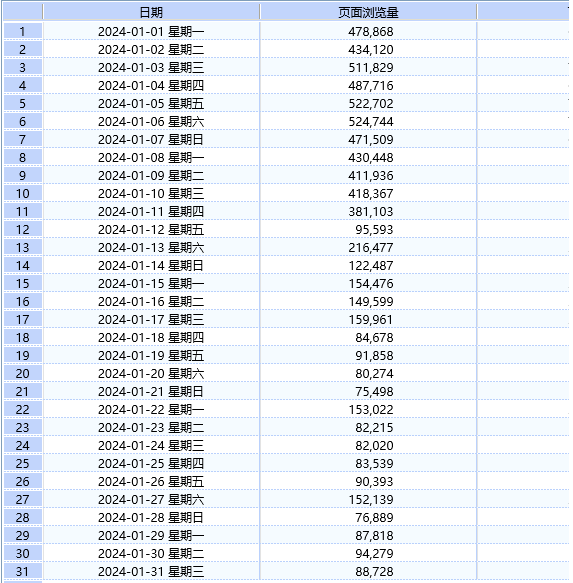 日期 页面浏览量
1 2024-01-01 星期一 478,868
2 2024-01-02 星期二 434,120
3 2024-01-03 星期三 511,829
4 2024-01-04 星期四 487,716
5 2024-01-05 星期五 522,702
6 2024-01-06 星期六 524,744
7 2024-01-07 星期日 471,509
8 2024-01-08 星期一 430,448
9 2024-01-09 星期二 411,936
10 2024-01-10 星期三 418,367
11 2024-01-11 星期四 381,103
12 2024-01-12 星期五 95,593
13 2024-01-13 星期六 216,477
14 2024-01-14 星期日 122,487
15 2024-01-15 星期一 154,476
16 2024-01-16 星期二 149,599
17 2024-01-17 星期三 159,961
18 2024-01-18 星期四 84,678
19 2024-01-19 星期五 91,858
20 2024-01-20 星期六 80,274
21 2024-01-21 星期日 75,498
22 2024-01-22 星期一 153,022
23 2024-01-23 星期二 82,215
24 2024-01-24 星期三 82,020
25 2024-01-25 星期四 83,539
26 2024-01-26 星期五 90,393
27 2024-01-27 星期六 152,139
28 2024-01-28 星期日 76,889
29 2024-01-29 星期一 87,818
30 2024-01-30 星期二 94,279
31 2024-01-31 星期三 88,728